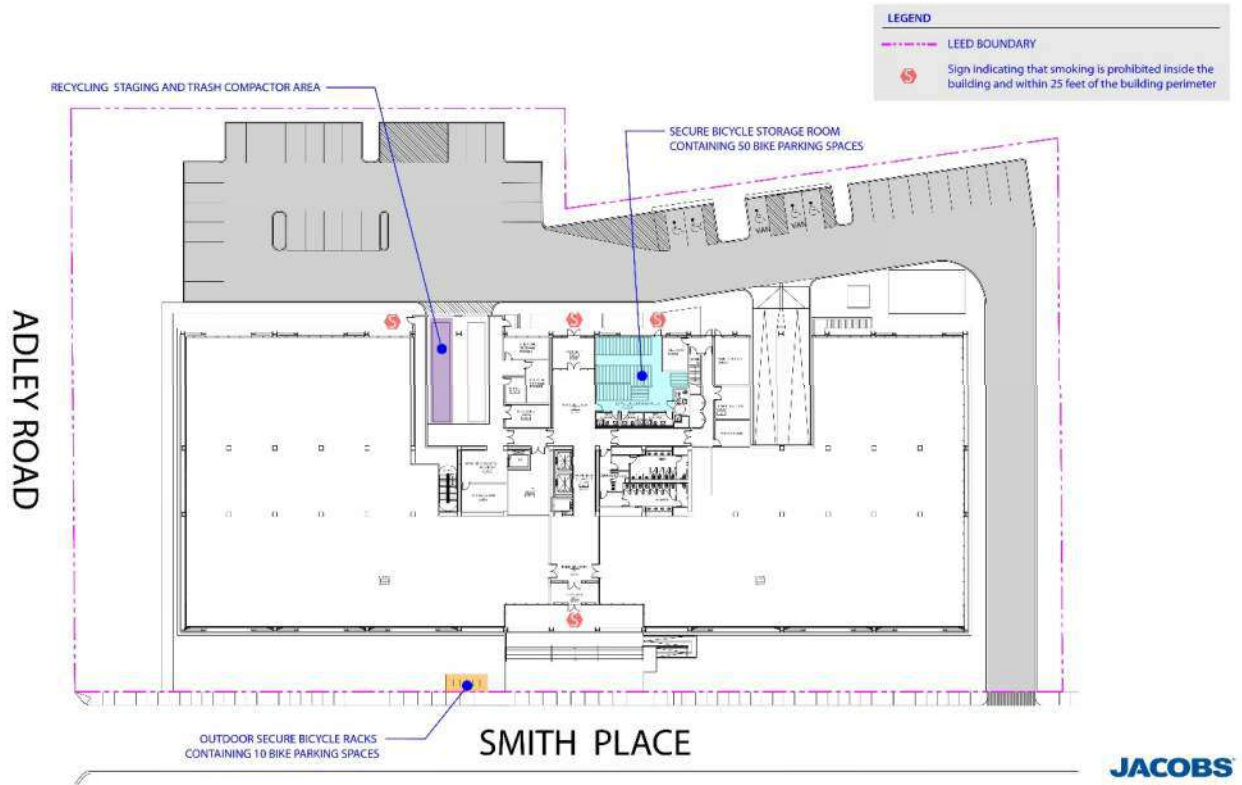 LEGEND
LEED BOUNDARY
S
Sign indicating that smoking is prohibited inside the
building and within 25 feet of the building perimeter
RECYCLING STAGING AND TRASH COMPACTOR AREA
SECURE BICYCLE STORAGE ROOM
CONTAINING 50 BIKE PARKING SPACES
VAN
VAN
S
S
S
ADLEY ROAD
S
OUTDOOR SECURE BICYCLE RACKS
CONTAINING 10 BIKE PARKING SPACES
SMITH PLACE
JACOBS